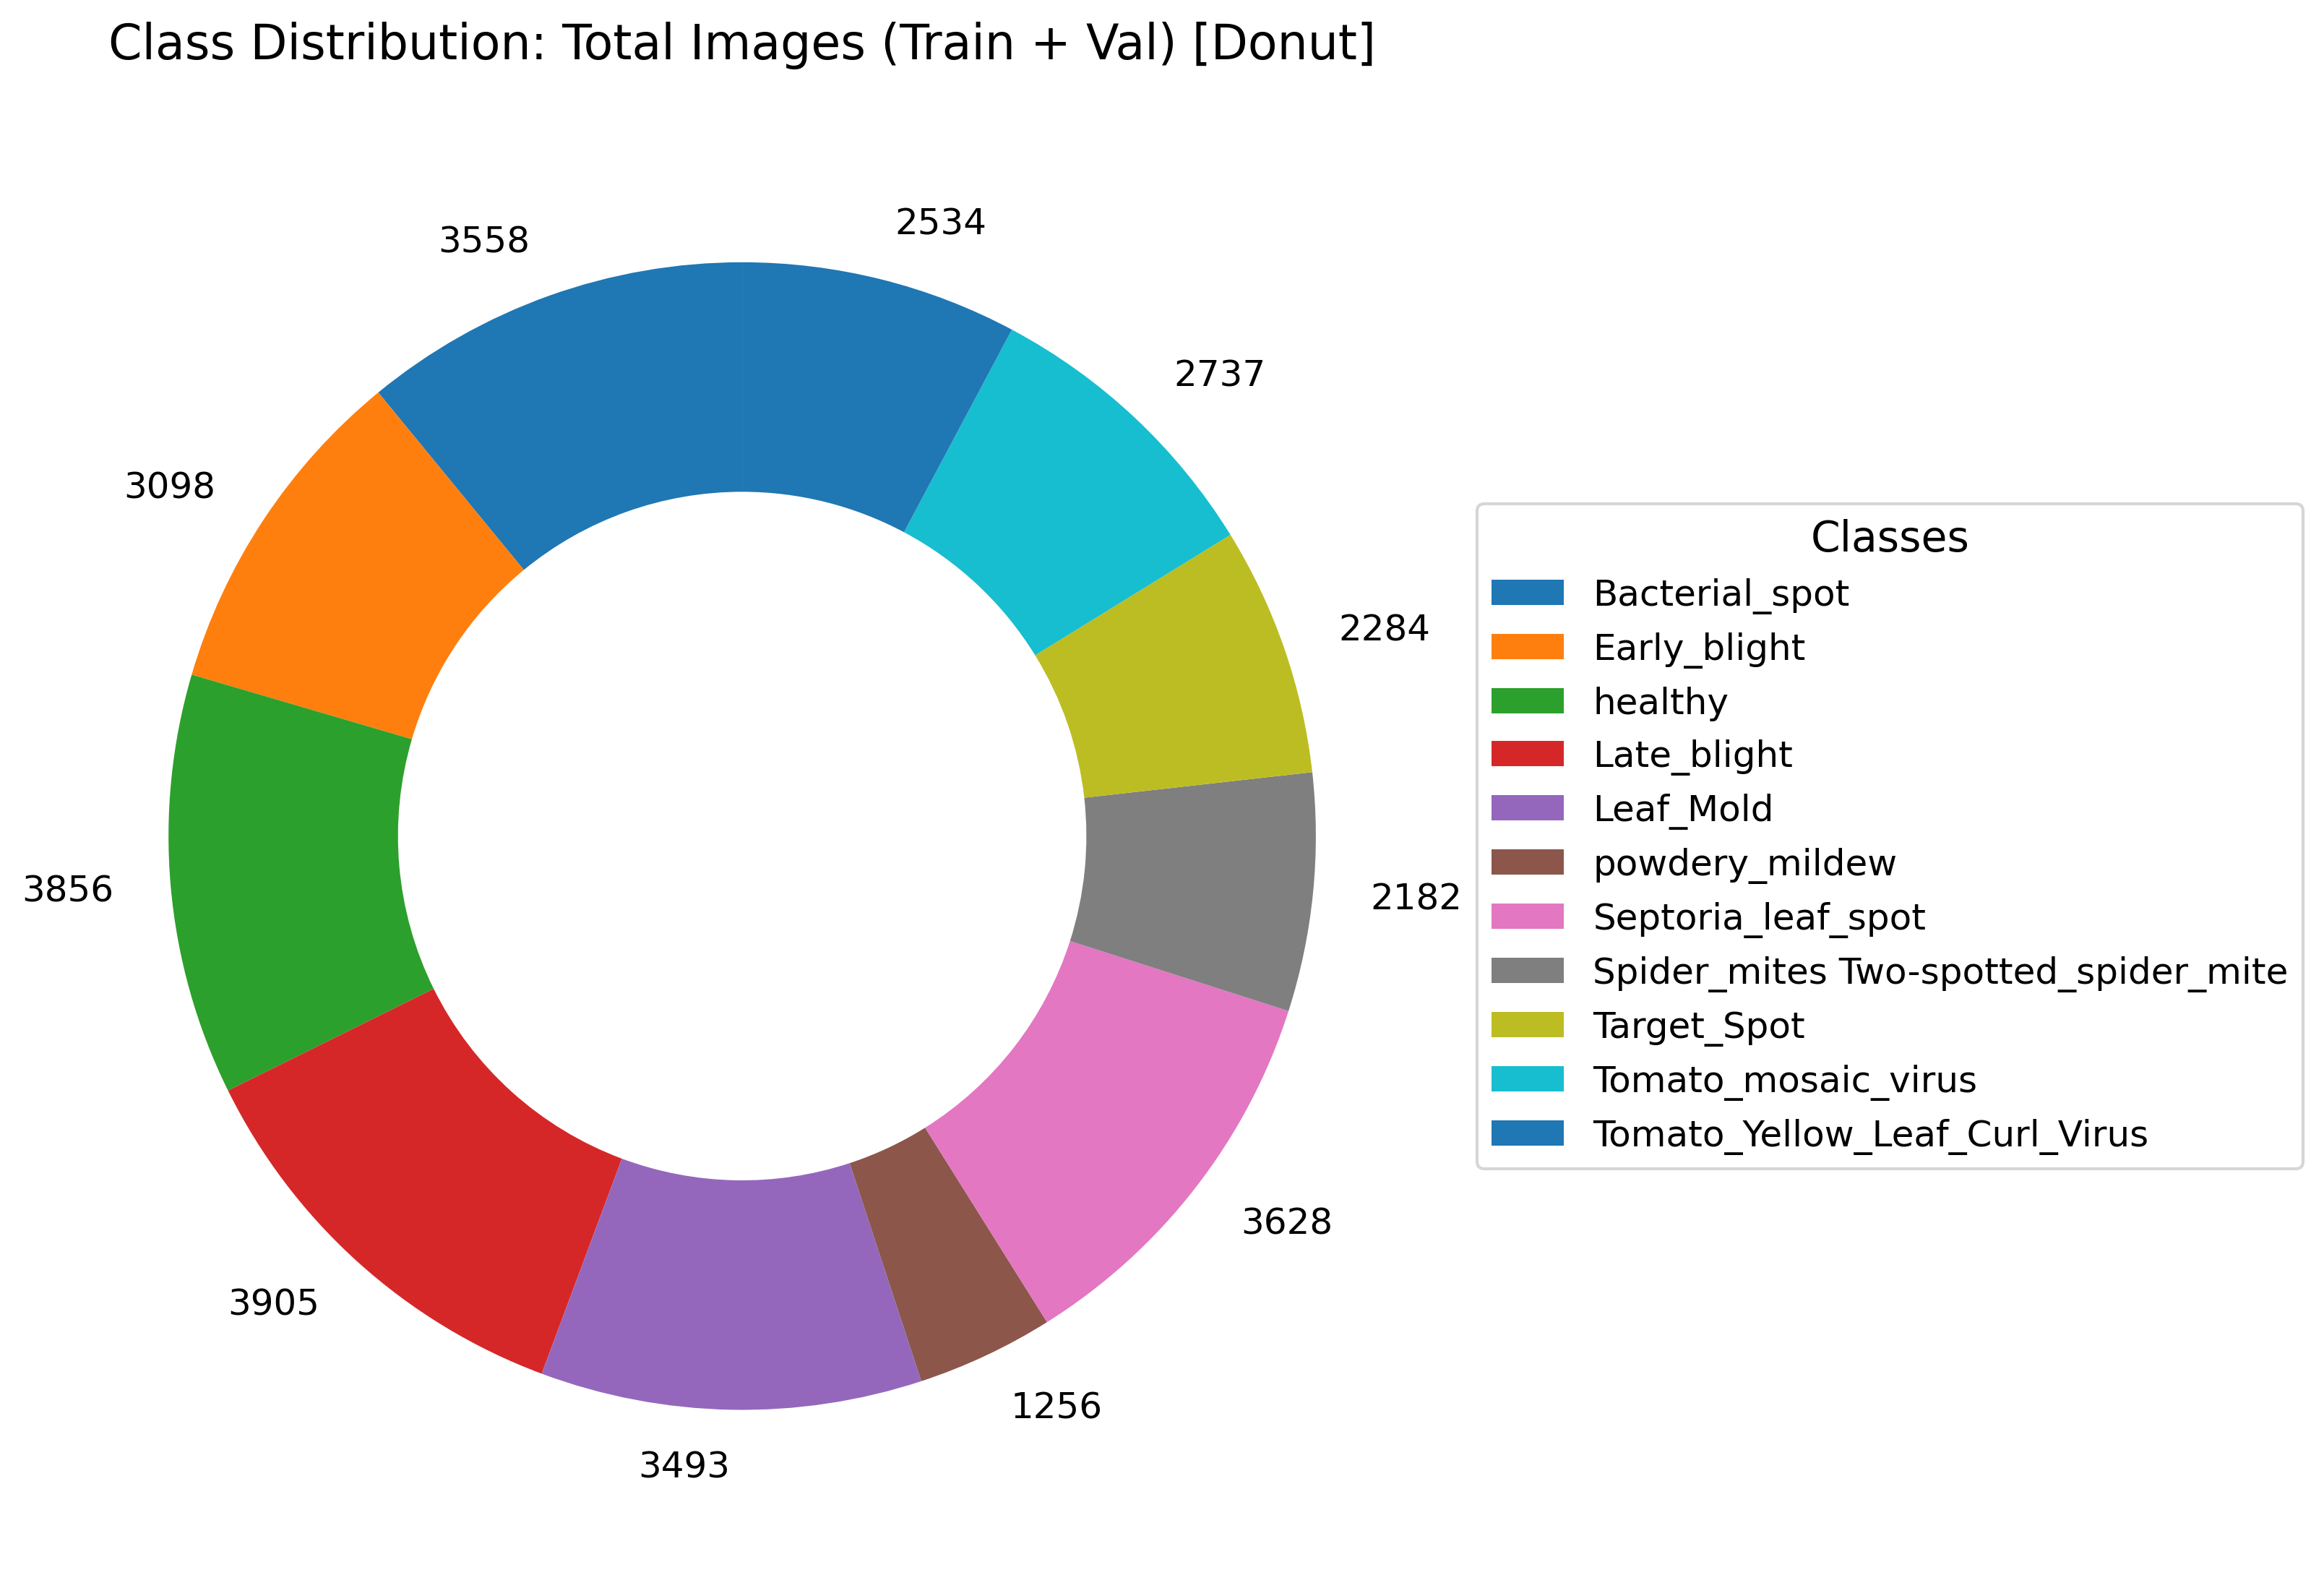 Class Distribution: Total Images (Train + Val) [Donut]
2534
3558
2737
3098
2284
3856
2182
3628
3905
1256
3493
Classes
Bacterial_spot
Early_blight
healthy
Late_blight
Leaf_Mold
powdery_mildew
Septoria_leaf_spot
Spider_mites Two-spotted_spider_mite
Target_Spot
Tomato_mosaic_virus
Tomato_Yellow_Leaf_Curl_Virus